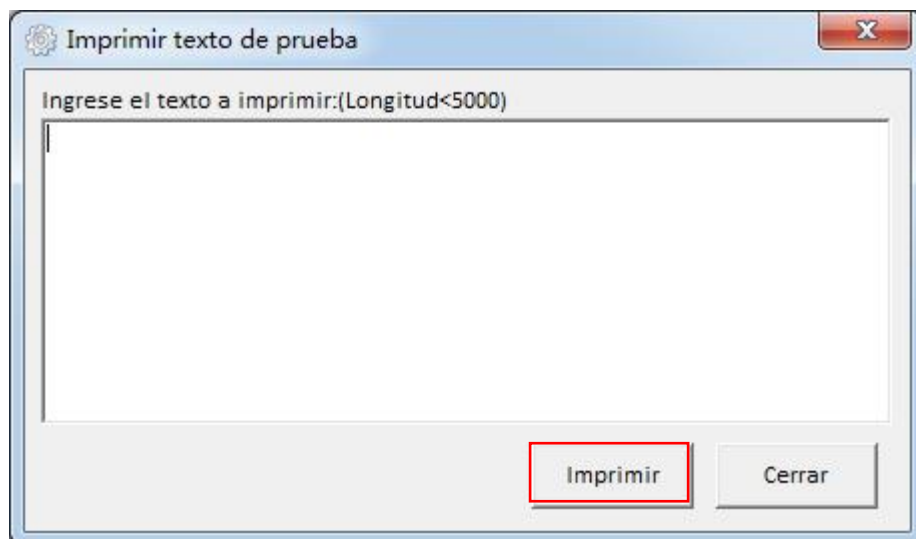 Imprimir texto de prueba
Ingrese el texto a imprimir:(Longitud<5000)
Imprimir
Cerrar